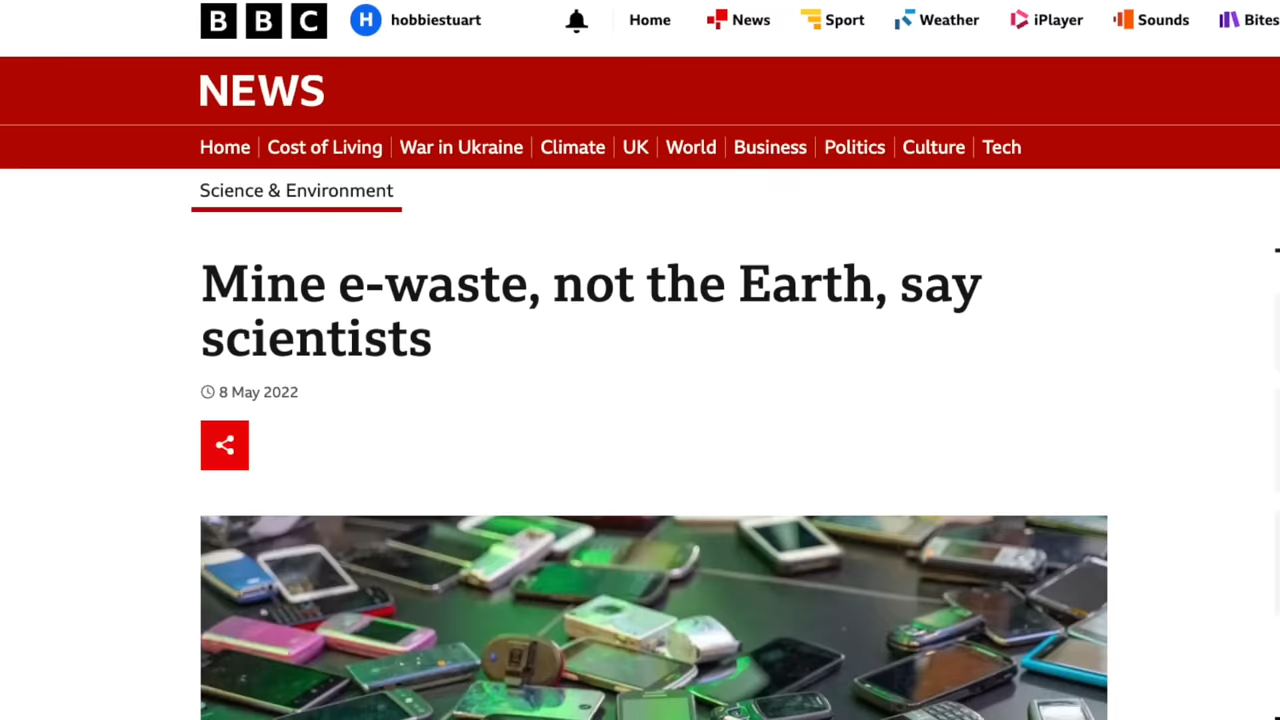 BBC H hobbiestuart Home News Sport Weather iPlayer Sounds Bites
NEWS
Home Cost of Living War in Ukraine Climate UK World Business Politics Culture Tech
Science & Environment
Mine e-waste, not the Earth, say
scientists
8 May 2022